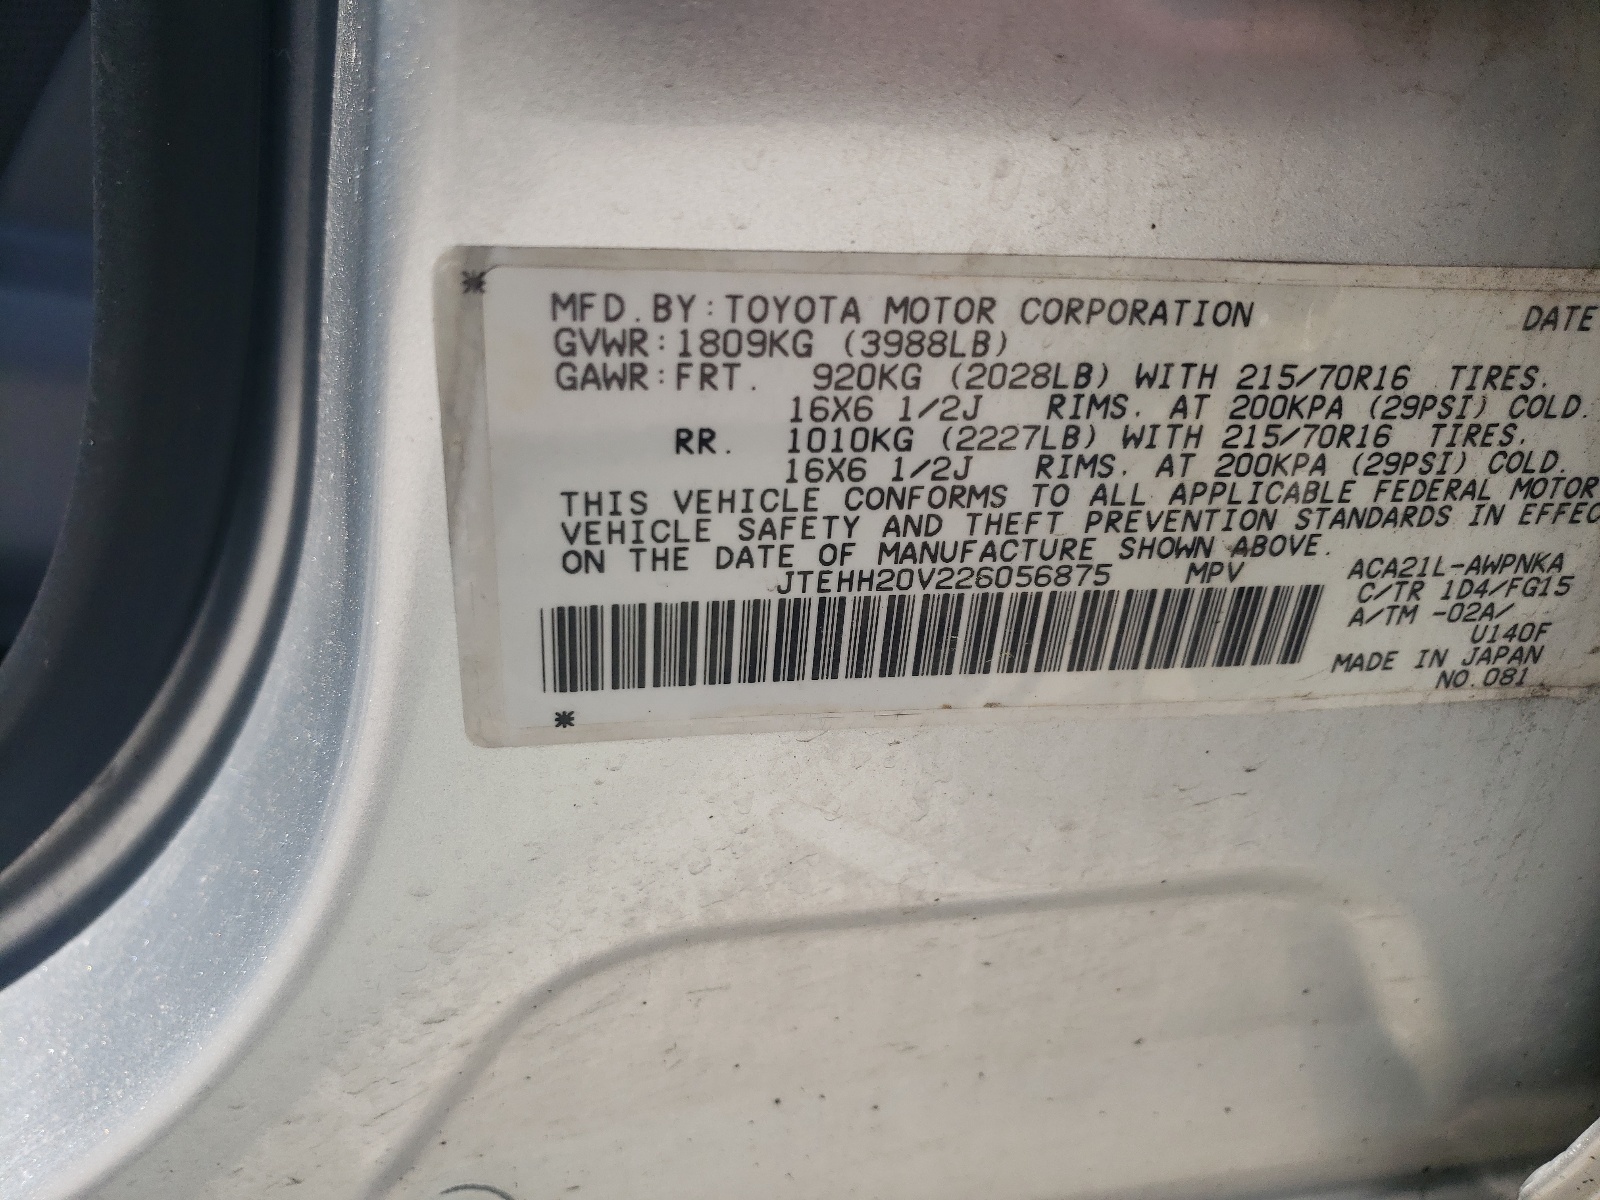 MFD. BY: TOYOTA MOTOR CORPORATION DATE
GVWR: 1809KG (3988LB)
GAWR: FRT. 920KG (2028LB) WITH 215/70R16 TIRES.
16X6 1/2J RIMS. AT 200KPA (29PSI) COLD.
RR. 1010KG (2227LB) WITH 215/70R16 TIRES.
16X6 1/2J RIMS. AT 200KPA (29PSI) COLD.
THIS VEHICLE CONFORMS TO ALL APPLICABLE FEDERAL MOTOR
VEHICLE SAFETY AND THEFT PREVENTION STANDARDS IN EFFEC
ON THE DATE OF MANUFACTURE SHOWN ABOVE.
JTEHH20V226056875 MPV
ACA21L-AWPNKA
C/TR 1D4/FG15
A/TM -02A/
U140F
MADE IN JAPAN
NO. 081